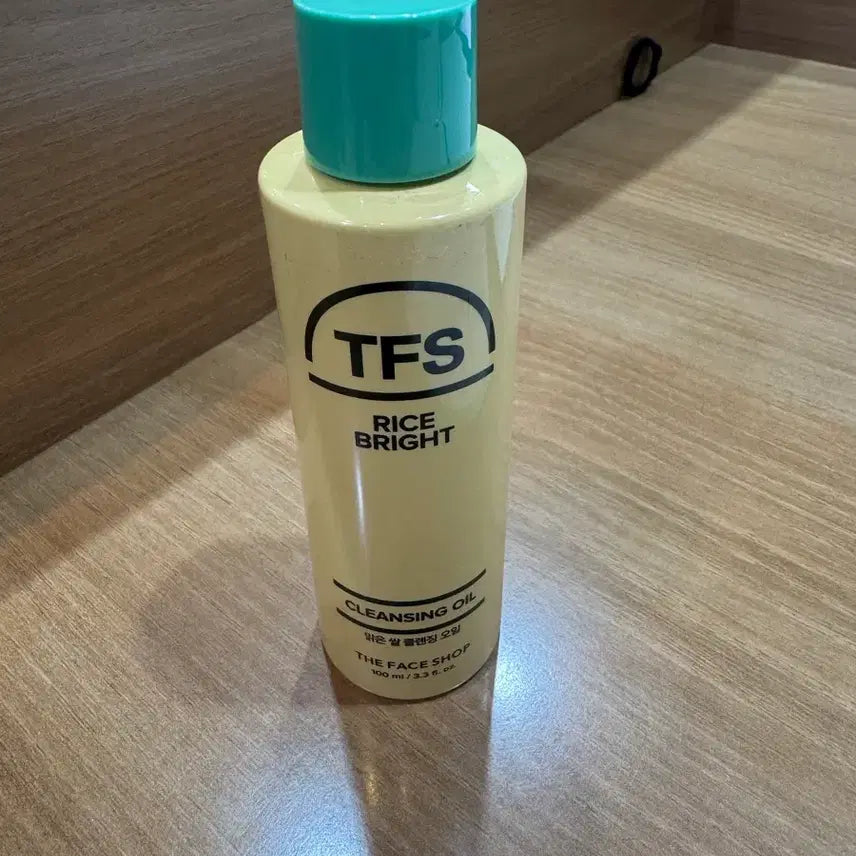 TFS
RICE
BRIGHT
CLEANSING OIL
맑은 쌀 클렌징 오일
THE FACE SHOP
100 ml / 3.3 fl. oz.